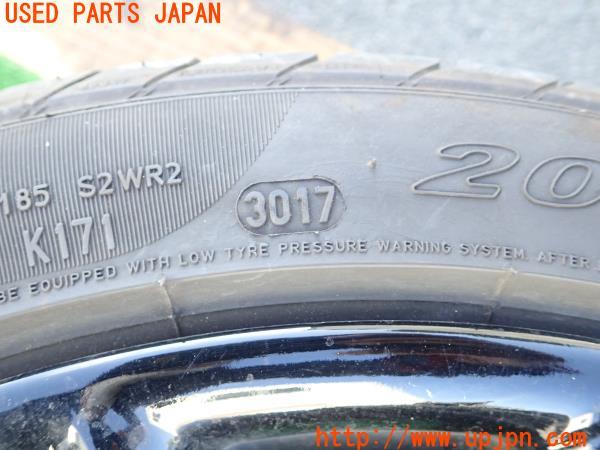 USED PARTS JAPAN
185 S2WR2
K171
3017
20
BE EQUIPPED WITH LOW TYRE PRESSURE WARNING SYSTEM. AFTER
http://www.upjpn.com/